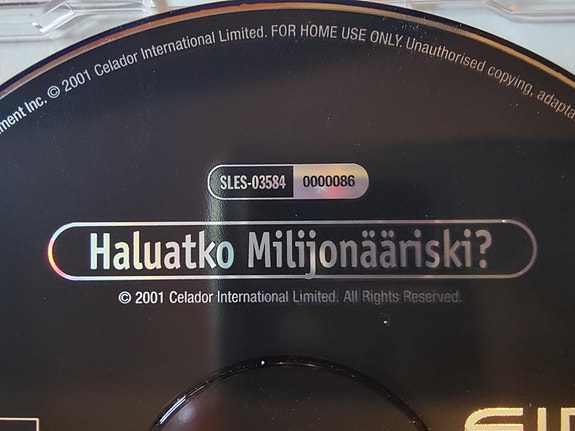 ment Inc. © 2001 Celador International Limited. FOR HOME USE ONLY. Unauthorised copying, adapta
SLES-03584 0000086
Haluatko Milijonääriski?
© 2001 Celador International Limited. All Rights Reserved.